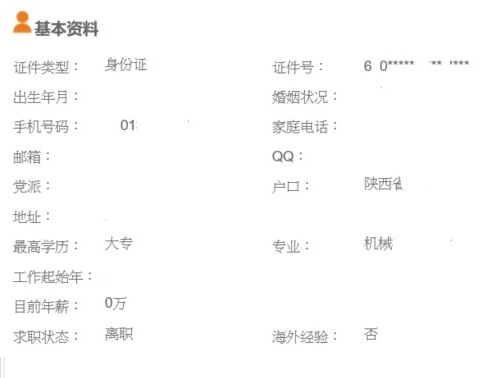 基本资料
证件类型： 身份证 证件号： 6 0***** ** ****
出生年月： 婚姻状况：
手机号码： 01 家庭电话：
邮箱： QQ：
党派： 户口： 陕西省
地址：
最高学历： 大专 专业： 机械
工作起始年：
目前年薪： 0万
求职状态： 离职 海外经验： 否